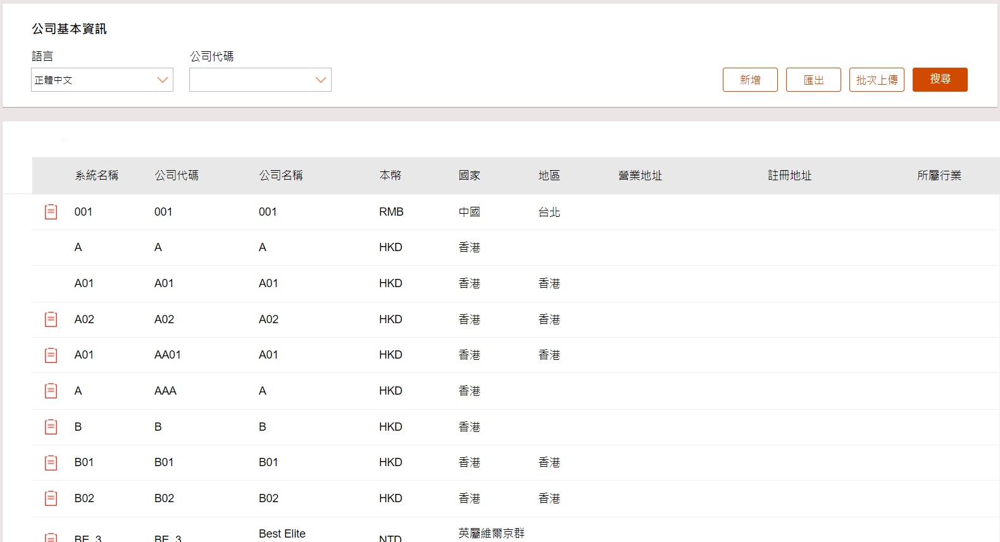 公司基本資訊
語言 公司代碼
正體中文
新增 匯出 批次上傳 搜尋
系統名稱 公司代碼 公司名稱 本幣 國家 地區 營業地址 註冊地址 所屬行業
001 001 001 RMB 中國 台北
A A A HKD 香港
A01 A01 A01 HKD 香港 香港
A02 A02 A02 HKD 香港 香港
A01 AA01 A01 HKD 香港 香港
A AAA A HKD 香港
B B B HKD 香港
B01 B01 B01 HKD 香港 香港
B02 B02 B02 HKD 香港 香港
Best Elite 英屬維爾京群
BE_3 BE_3 NTD